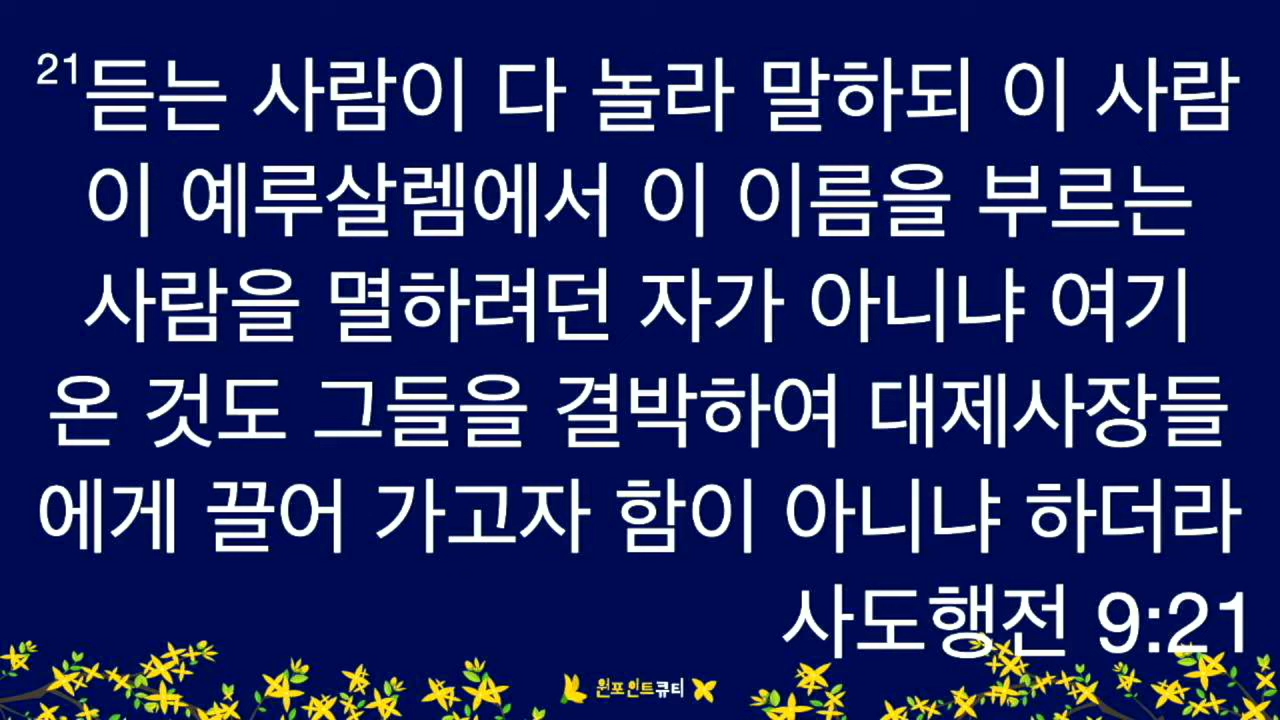 21듣는 사람이 다 놀라 말하되 이 사람
이 예루살렘에서 이 이름을 부르는
사람을 멸하려던 자가 아니냐 여기
온 것도 그들을 결박하여 대제사장들
에게 끌어 가고자 함이 아니냐 하더라
사도행전 9:21
원포인트큐티